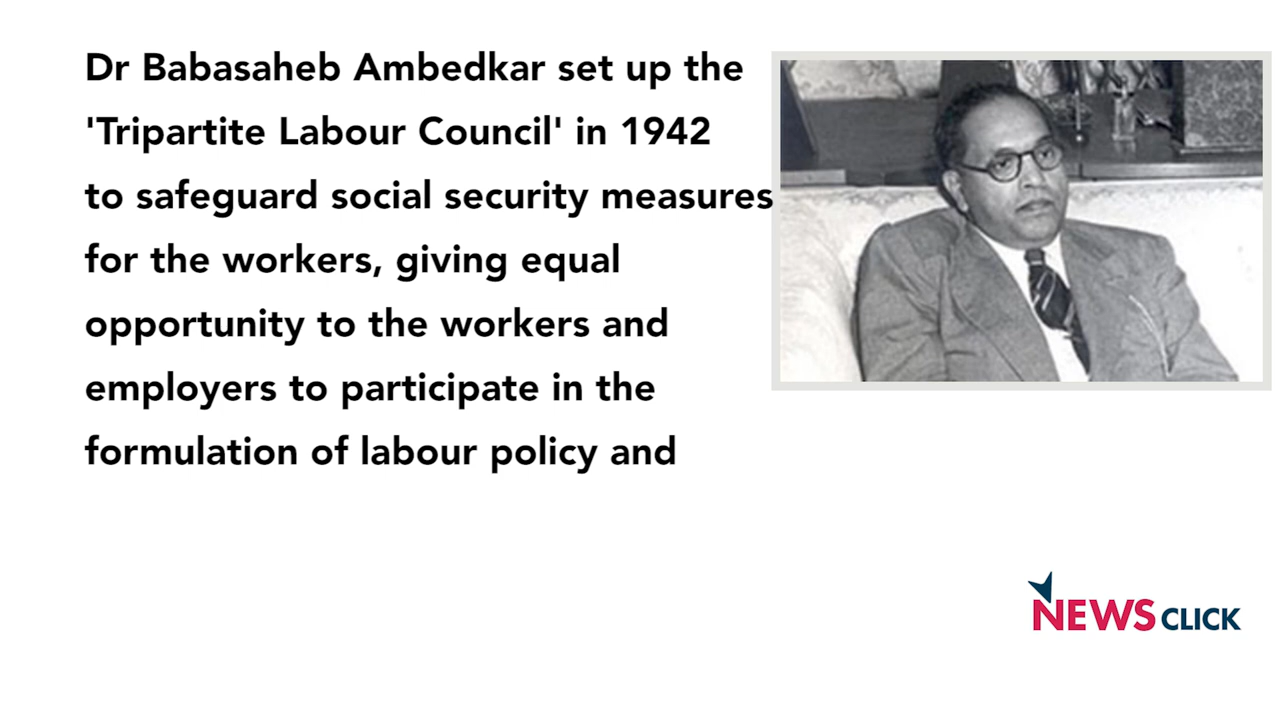 Dr Babasaheb Ambedkar set up the
'Tripartite Labour Council' in 1942
to safeguard social security measures
for the workers, giving equal
opportunity to the workers and
employers to participate in the
formulation of labour policy and
NEWS CLICK